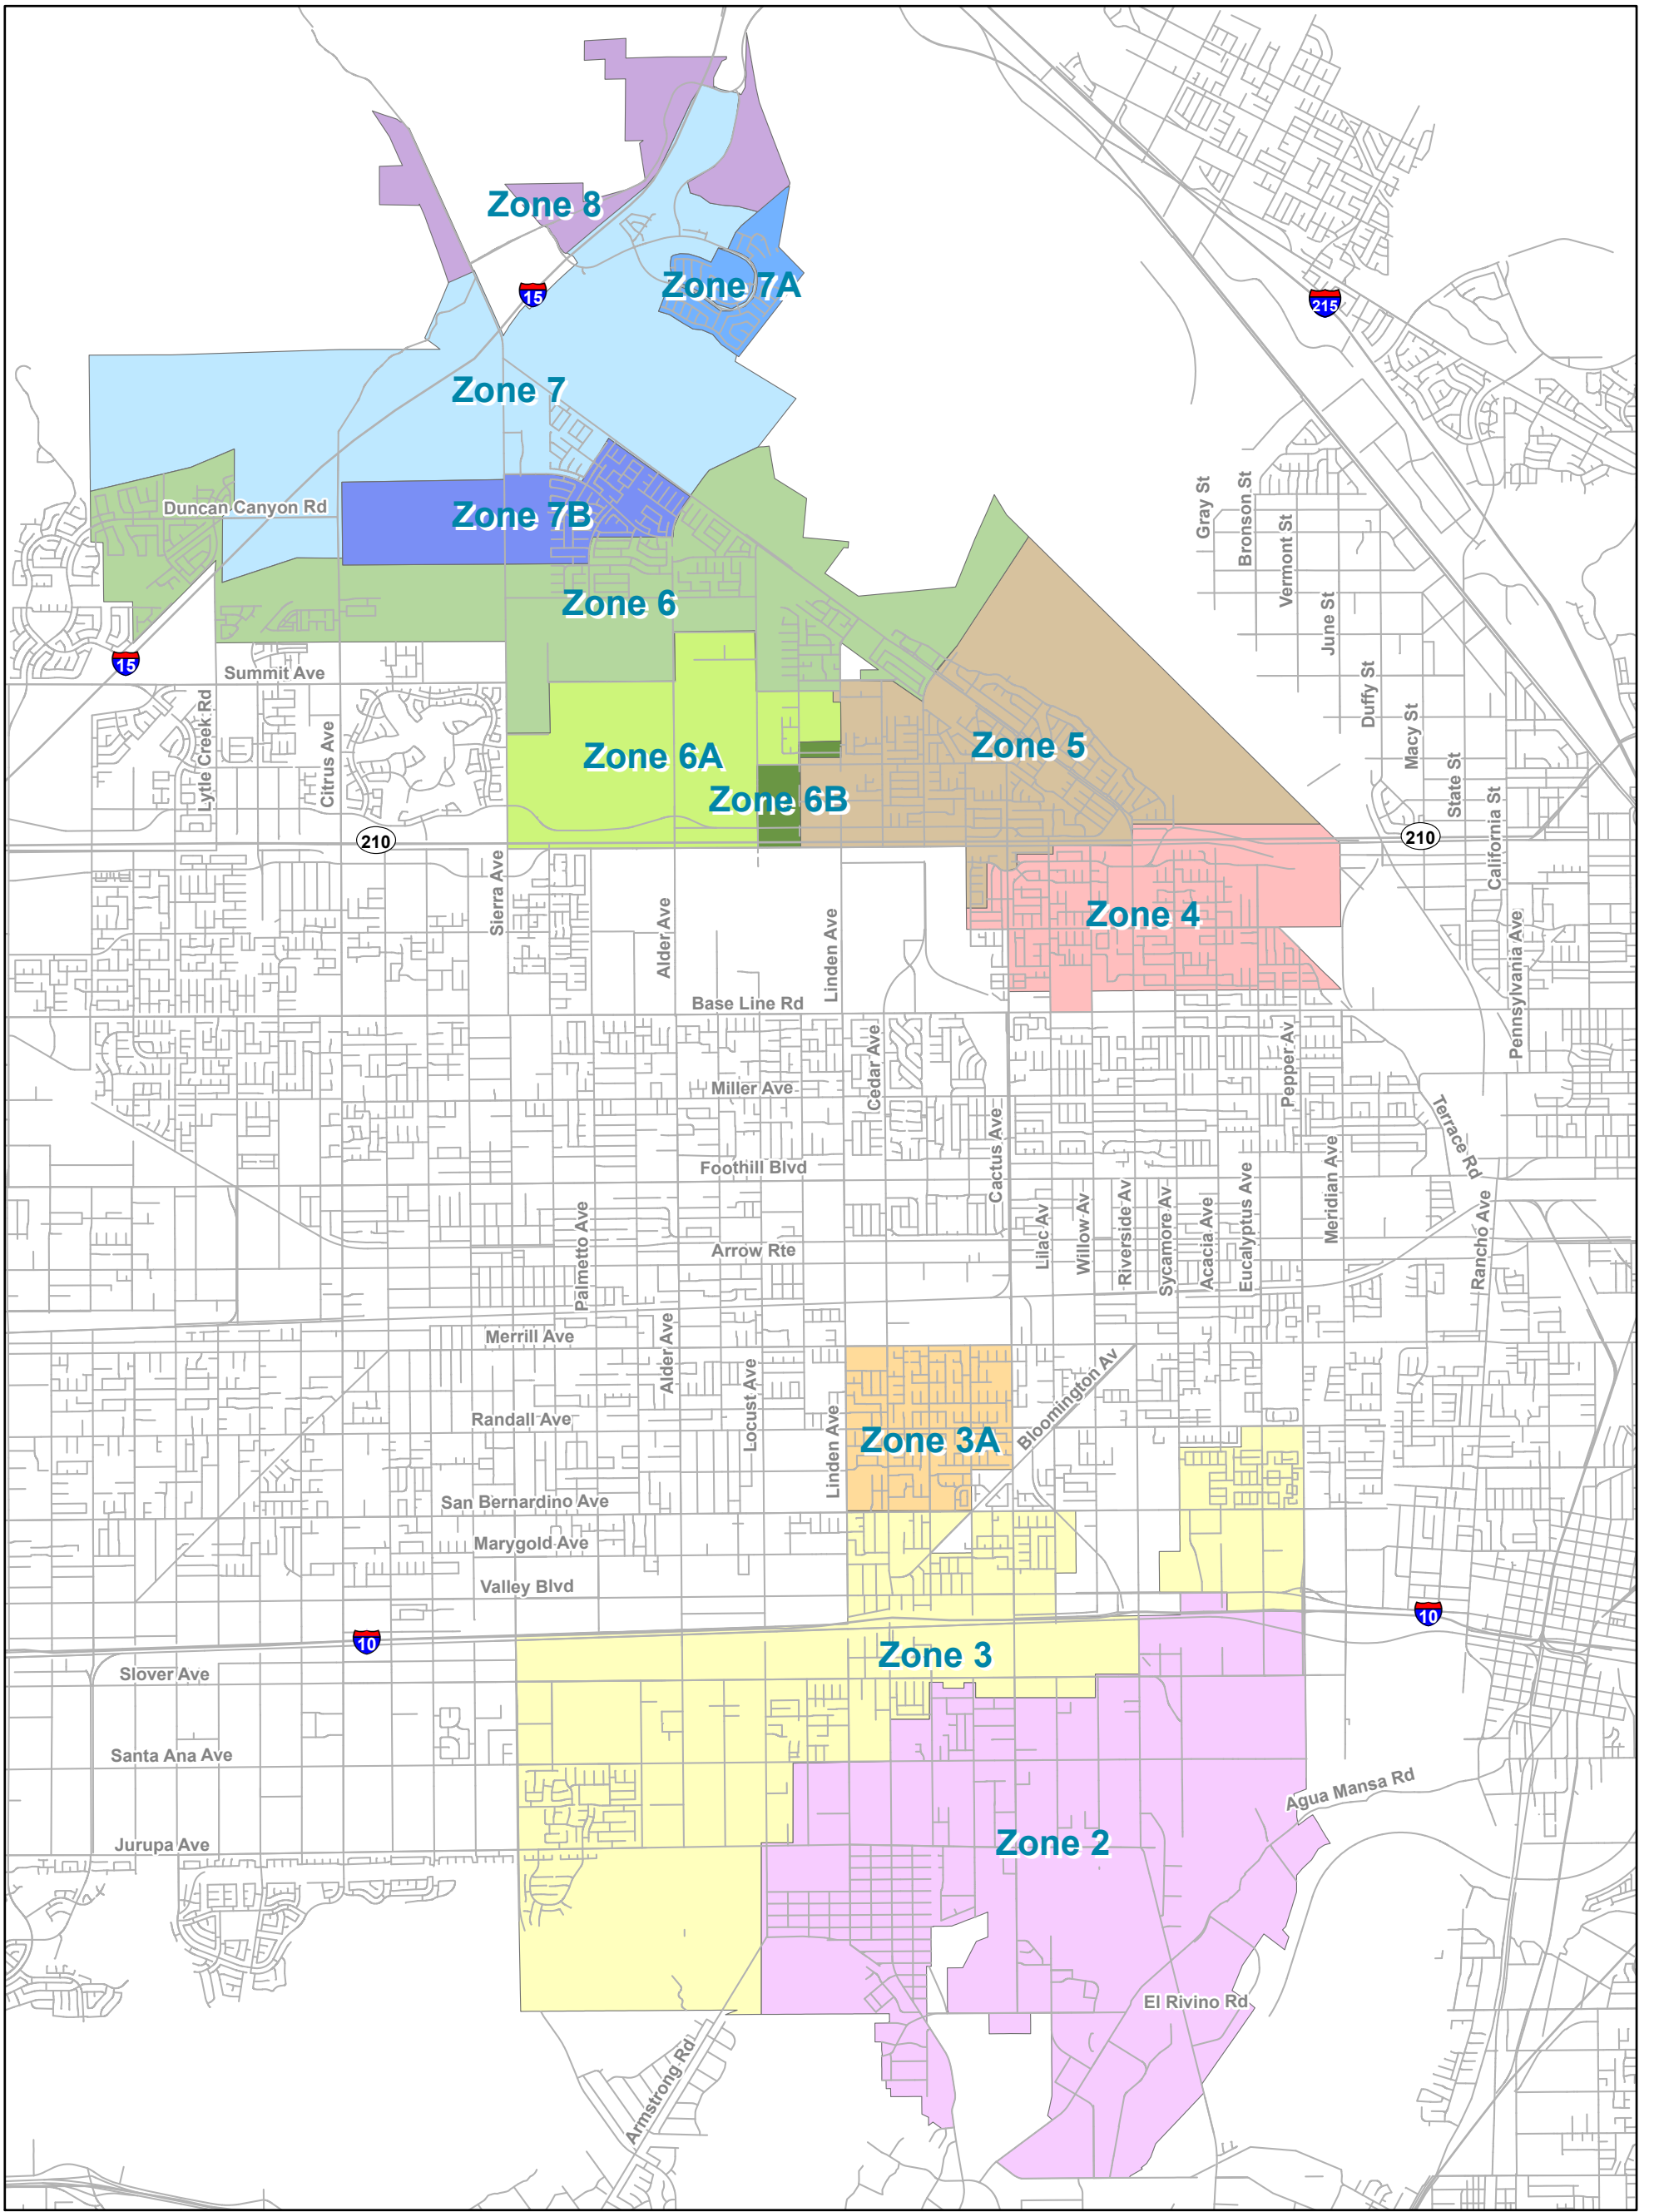 Zone 8
Zone 7A
15
215
Zone 7
Duncan Canyon Rd
Zone 7B
Gray St
Bronson St
Vermont St
Zone 6
June St
15
Summit Ave
Duffy St
Lytle Creek Rd
Citrus Ave
Macy St
Zone 5
Zone 6A
State St
Zone 6B
California St
210
210
Sierra Ave
Alder Ave
Linden Ave
Zone 4
Pennsylvania Ave
Base Line Rd
Cedar Ave
Pepper Av
Miller Ave
Terrace Rd
Cactus Ave
Foothill Blvd
Meridian Ave
Palmetto Ave
Lilac Av
Willow Av
Riverside Av
Sycamore Av
Acacia Ave
Eucalyptus Ave
Rancho Ave
Arrow Rte
Merrill Ave
Alder Ave
Locust Ave
Linden Ave
Bloomington Av
Randall Ave
Zone 3A
San Bernardino Ave
Marygold Ave
Valley Blvd
10
10
Zone 3
Slover Ave
Santa Ana Ave
Agua Mansa Rd
Jurupa Ave
Zone 2
El Rivino Rd
Armstrong Rd